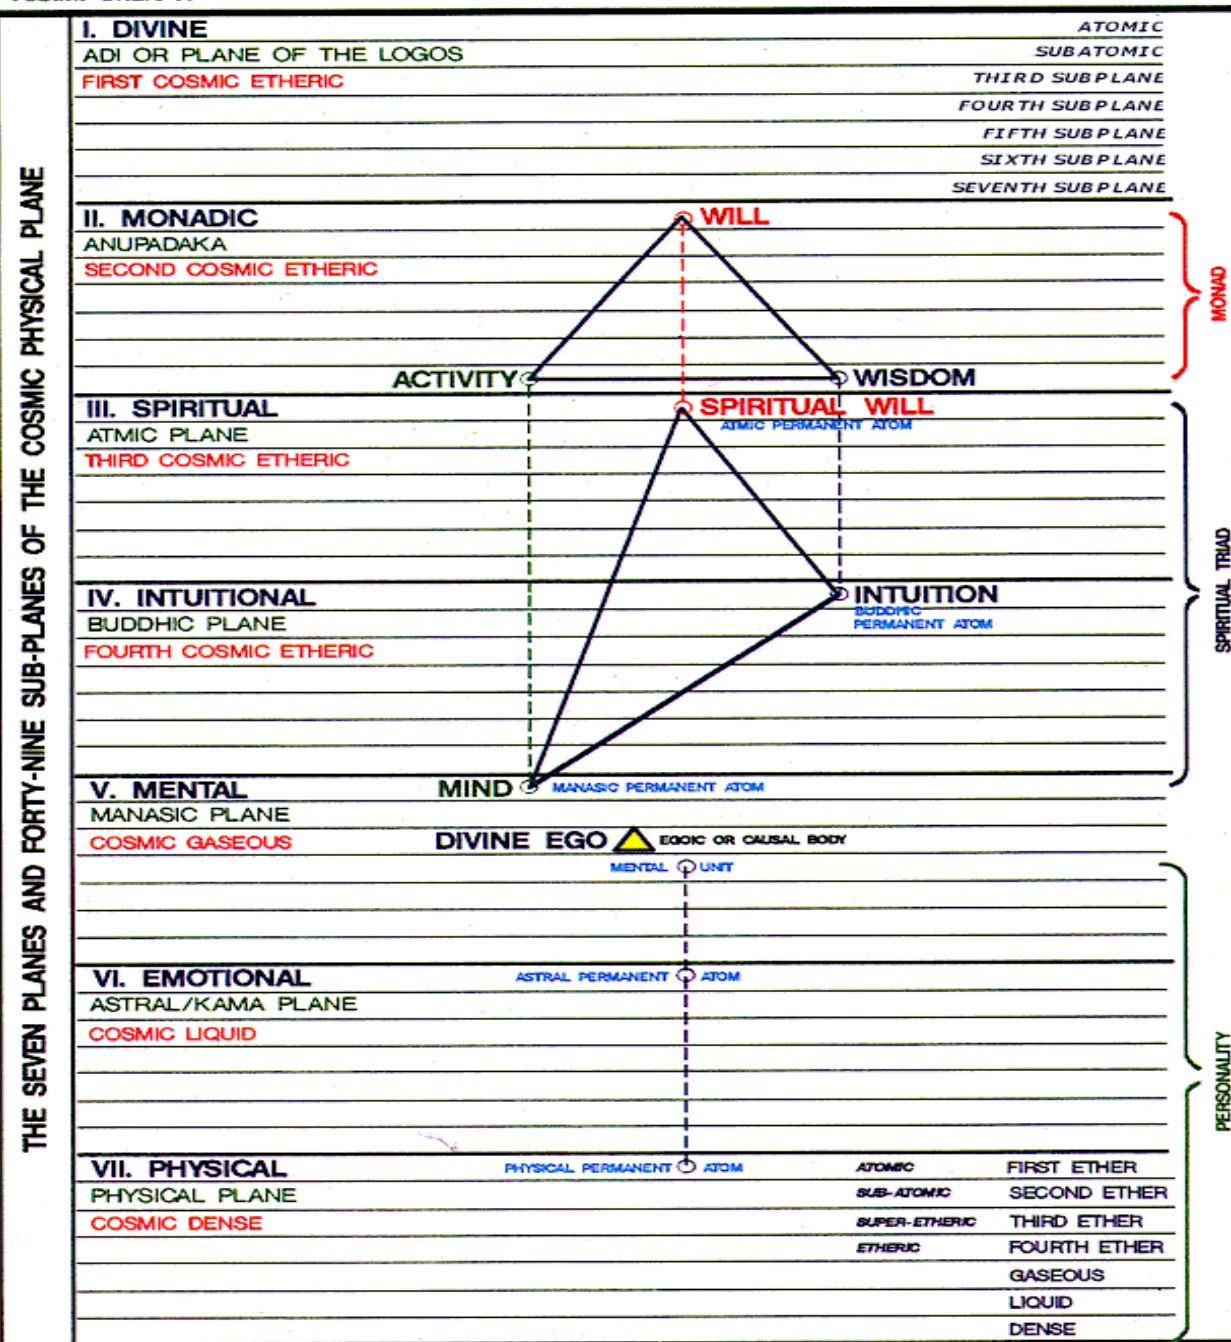 THE SEVEN PLANES AND FORTY-NINE SUB-PLANES OF THE COSMIC PHYSICAL PLANE
I. DIVINE
ATOMIC
ADI OR PLANE OF THE LOGOS
SUBATOMIC
FIRST COSMIC ETHERIC
THIRD SUBPLANE
FOURTH SUBPLANE
FIFTH SUBPLANE
SIXTH SUBPLANE
SEVENTH SUBPLANE
II. MONADIC
WILL
ANUPADAKA
SECOND COSMIC ETHERIC
MONAD
ACTIVITY
WISDOM
III. SPIRITUAL
SPIRITUAL WILL
ATMIC PERMANENT ATOM
ATMIC PLANE
THIRD COSMIC ETHERIC
SPIRITUAL TRIAD
IV. INTUITIONAL
INTUITION
BUDDHIC PLANE
BUDDHIC
PERMANENT ATOM
FOURTH COSMIC ETHERIC
V. MENTAL
MIND
MANASIC PERMANENT ATOM
MANASIC PLANE
COSMIC GASEOUS
DIVINE EGO
EGOIC OR CAUSAL BODY
MENTAL UNIT
VI. EMOTIONAL
ASTRAL PERMANENT ATOM
ASTRAL/KAMA PLANE
COSMIC LIQUID
PERSONALITY
VII. PHYSICAL
PHYSICAL PERMANENT ATOM
ATOMIC
FIRST ETHER
PHYSICAL PLANE
SUB-ATOMIC
SECOND ETHER
COSMIC DENSE
SUPER-ETHERIC
THIRD ETHER
ETHERIC
FOURTH ETHER
GASEOUS
LIQUID
DENSE